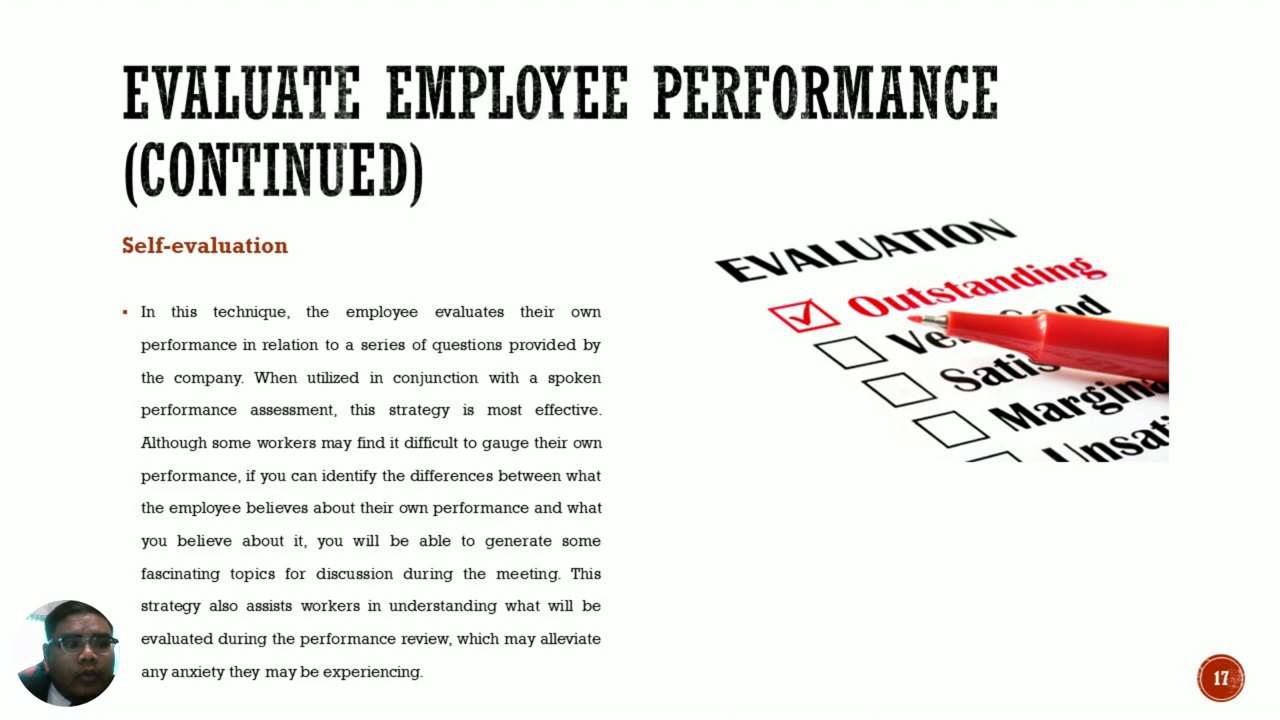 EVALUATE EMPLOYEE PERFORMANCE
(CONTINUED)
Self-evaluation
▪ In this technique, the employee evaluates their own
performance in relation to a series of questions provided by
the company. When utilized in conjunction with a spoken
performance assessment, this strategy is most effective.
Although some workers may find it difficult to gauge their own
performance, if you can identify the differences between what
the employee believes about their own performance and what
you believe about it, you will be able to generate some
fascinating topics for discussion during the meeting. This
strategy also assists workers in understanding what will be
evaluated during the performance review, which may alleviate
any anxiety they may be experiencing.
EVALUATION
Outstanding
17